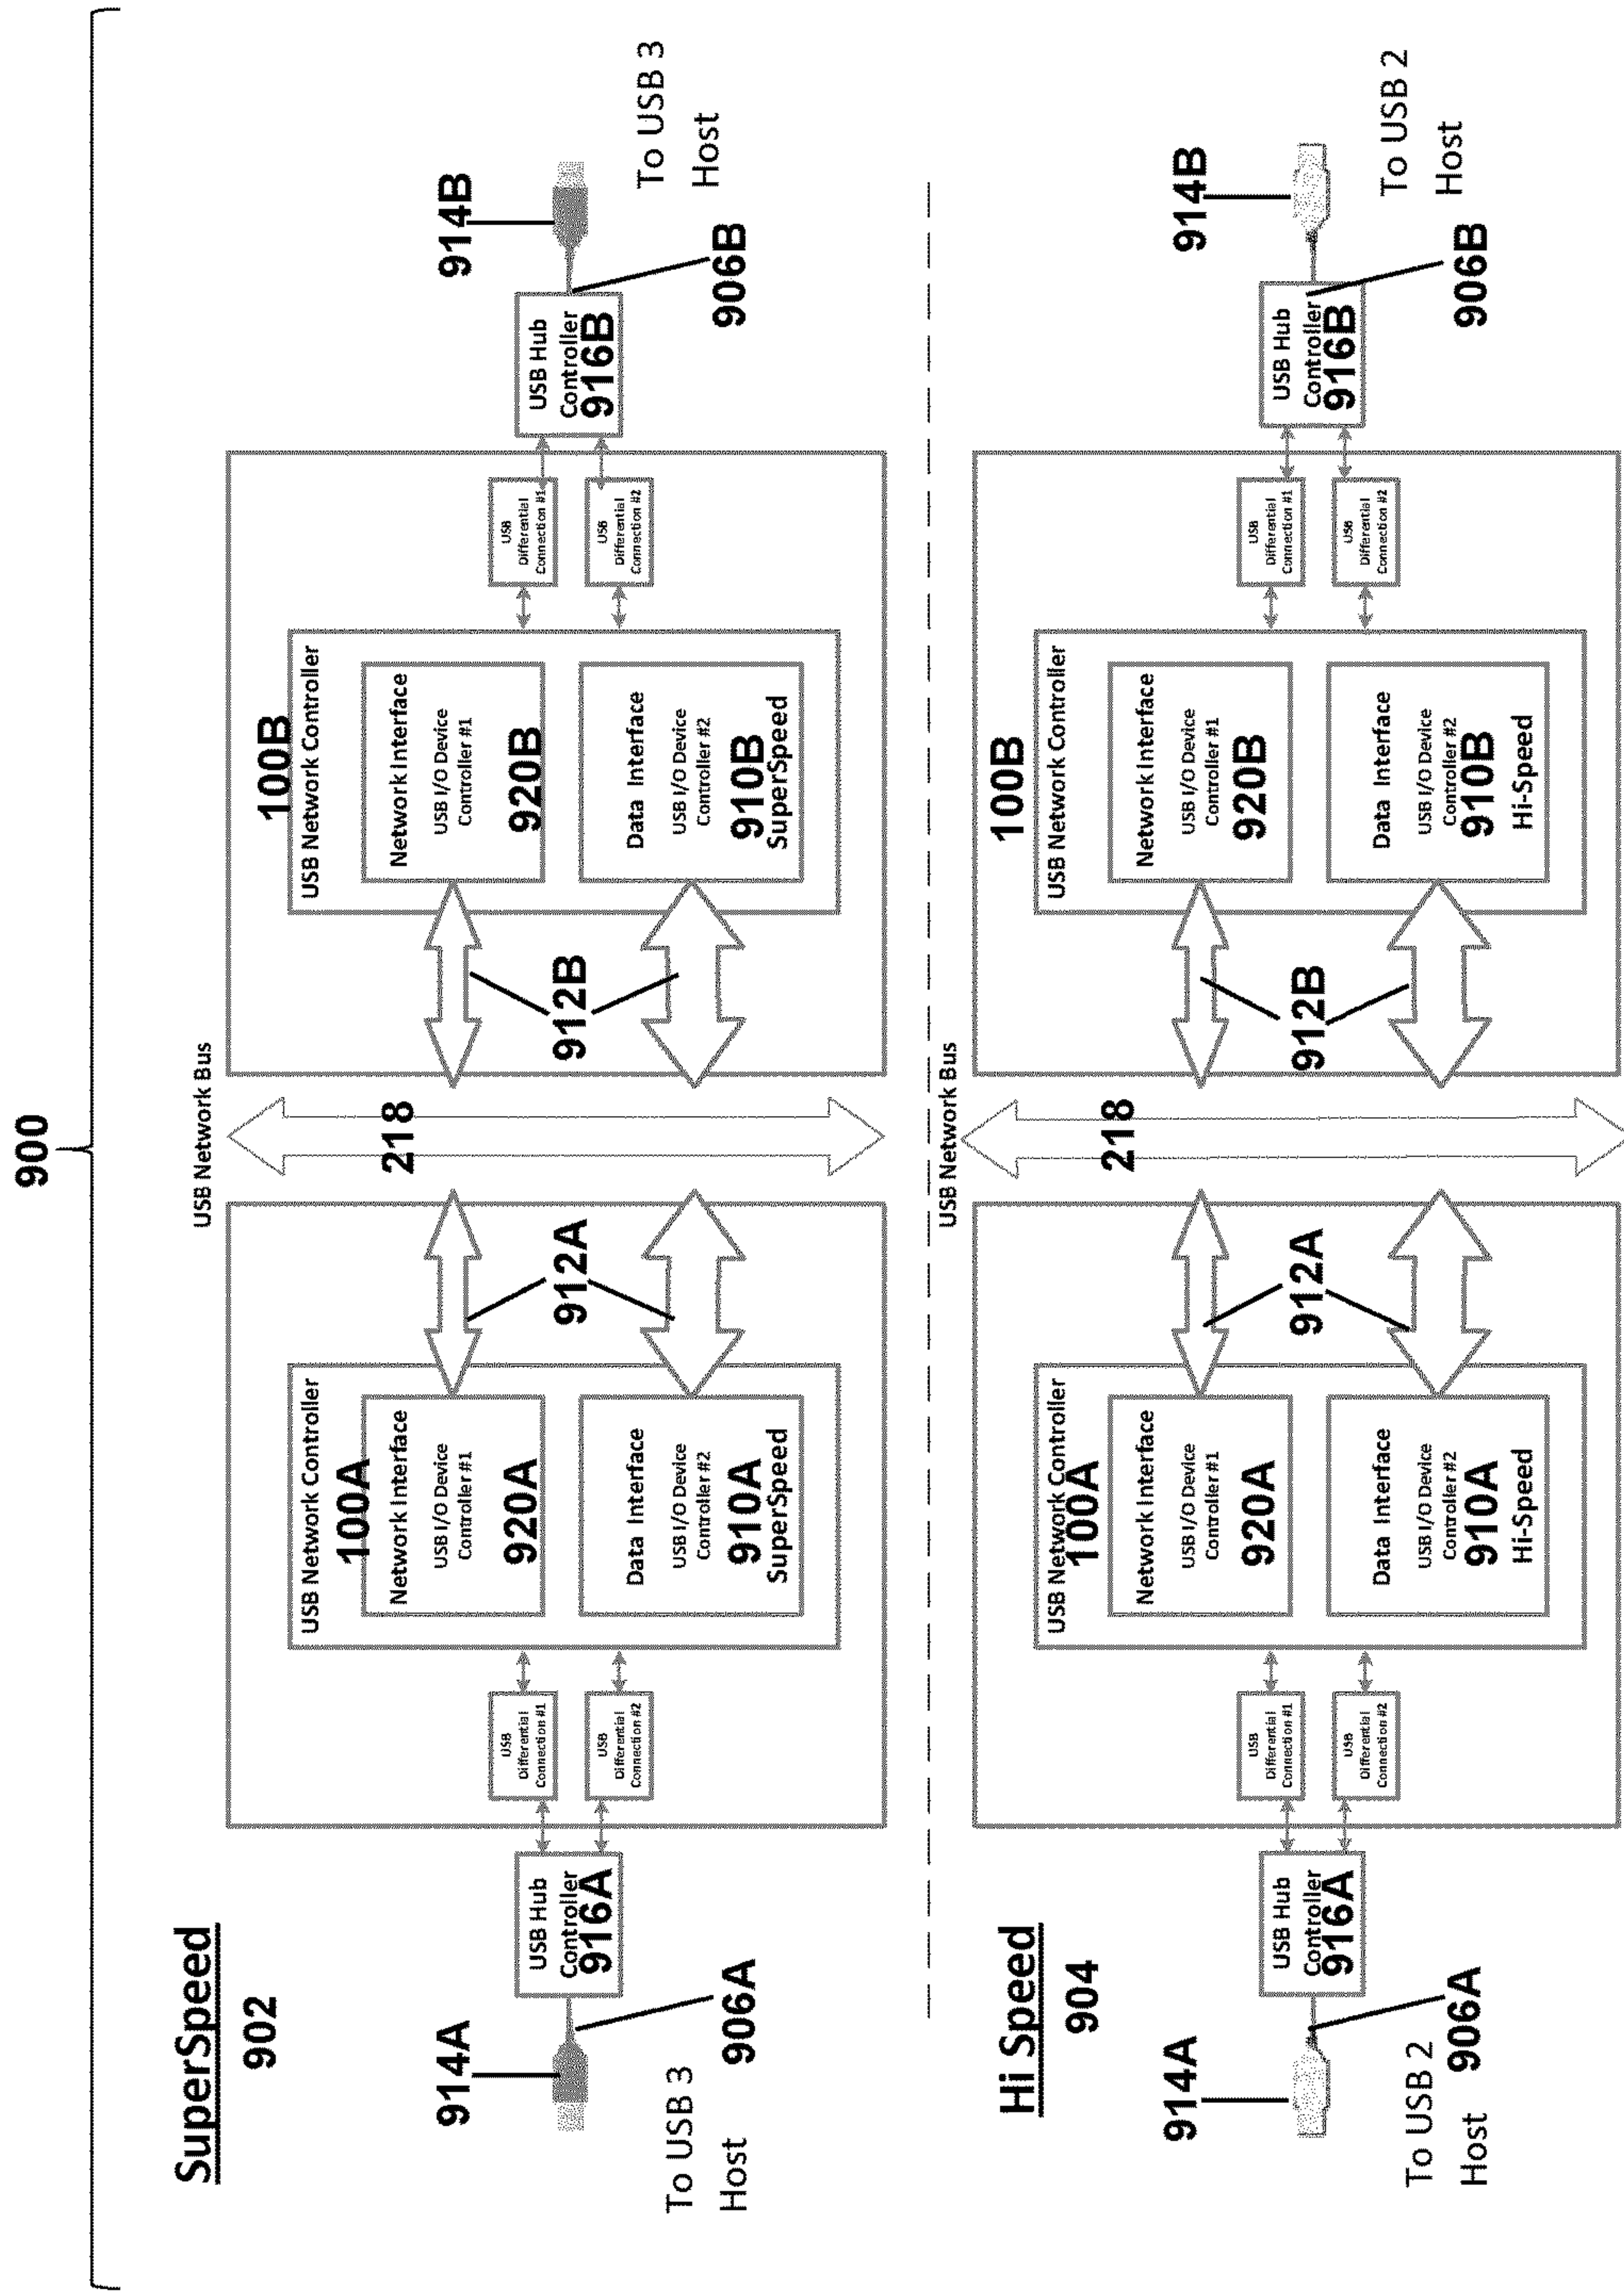 900
SuperSpeed
902
USB Network Bus
218
914A
906A
To USB 3
Host
USB Hub
Controller
916A
USB
Differential
Connection #1
USB
Differential
Connection #2
USB Network Controller
100A
Network Interface
USB I/O Device
Controller #1
920A
Data Interface
USB I/O Device
Controller #2
910A
SuperSpeed
912A
912B
100B
USB Network Controller
Network Interface
USB I/O Device
Controller #1
920B
Data Interface
USB I/O Device
Controller #2
910B
SuperSpeed
USB
Differential
Connection #1
USB
Differential
Connection #2
USB Hub
Controller
916B
914B
906B
To USB 3
Host
Hi Speed
904
USB Network Bus
218
914A
906A
To USB 2
Host
USB Hub
Controller
916A
USB
Differential
Connection #1
USB
Differential
Connection #2
USB Network Controller
100A
Network Interface
USB I/O Device
Controller #1
920A
Data Interface
USB I/O Device
Controller #2
910A
Hi-Speed
912A
912B
100B
USB Network Controller
Network Interface
USB I/O Device
Controller #1
920B
Data Interface
USB I/O Device
Controller #2
910B
Hi-Speed
USB
Differential
Connection #1
USB
Differential
Connection #2
USB Hub
Controller
916B
914B
906B
To USB 2
Host